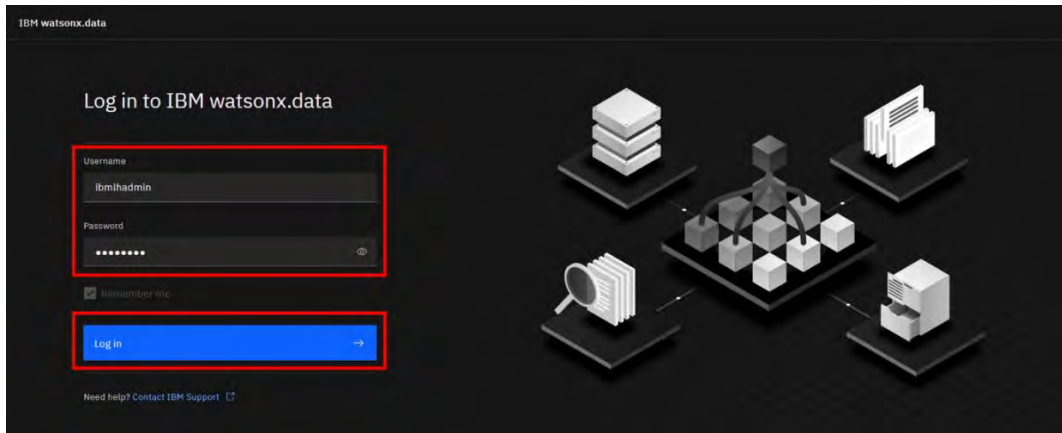 IBM watsonx.data
Log in to IBM watsonx.data
Username
ibmlhadmin
Password
Remember me
Log in
Need help? Contact IBM Support